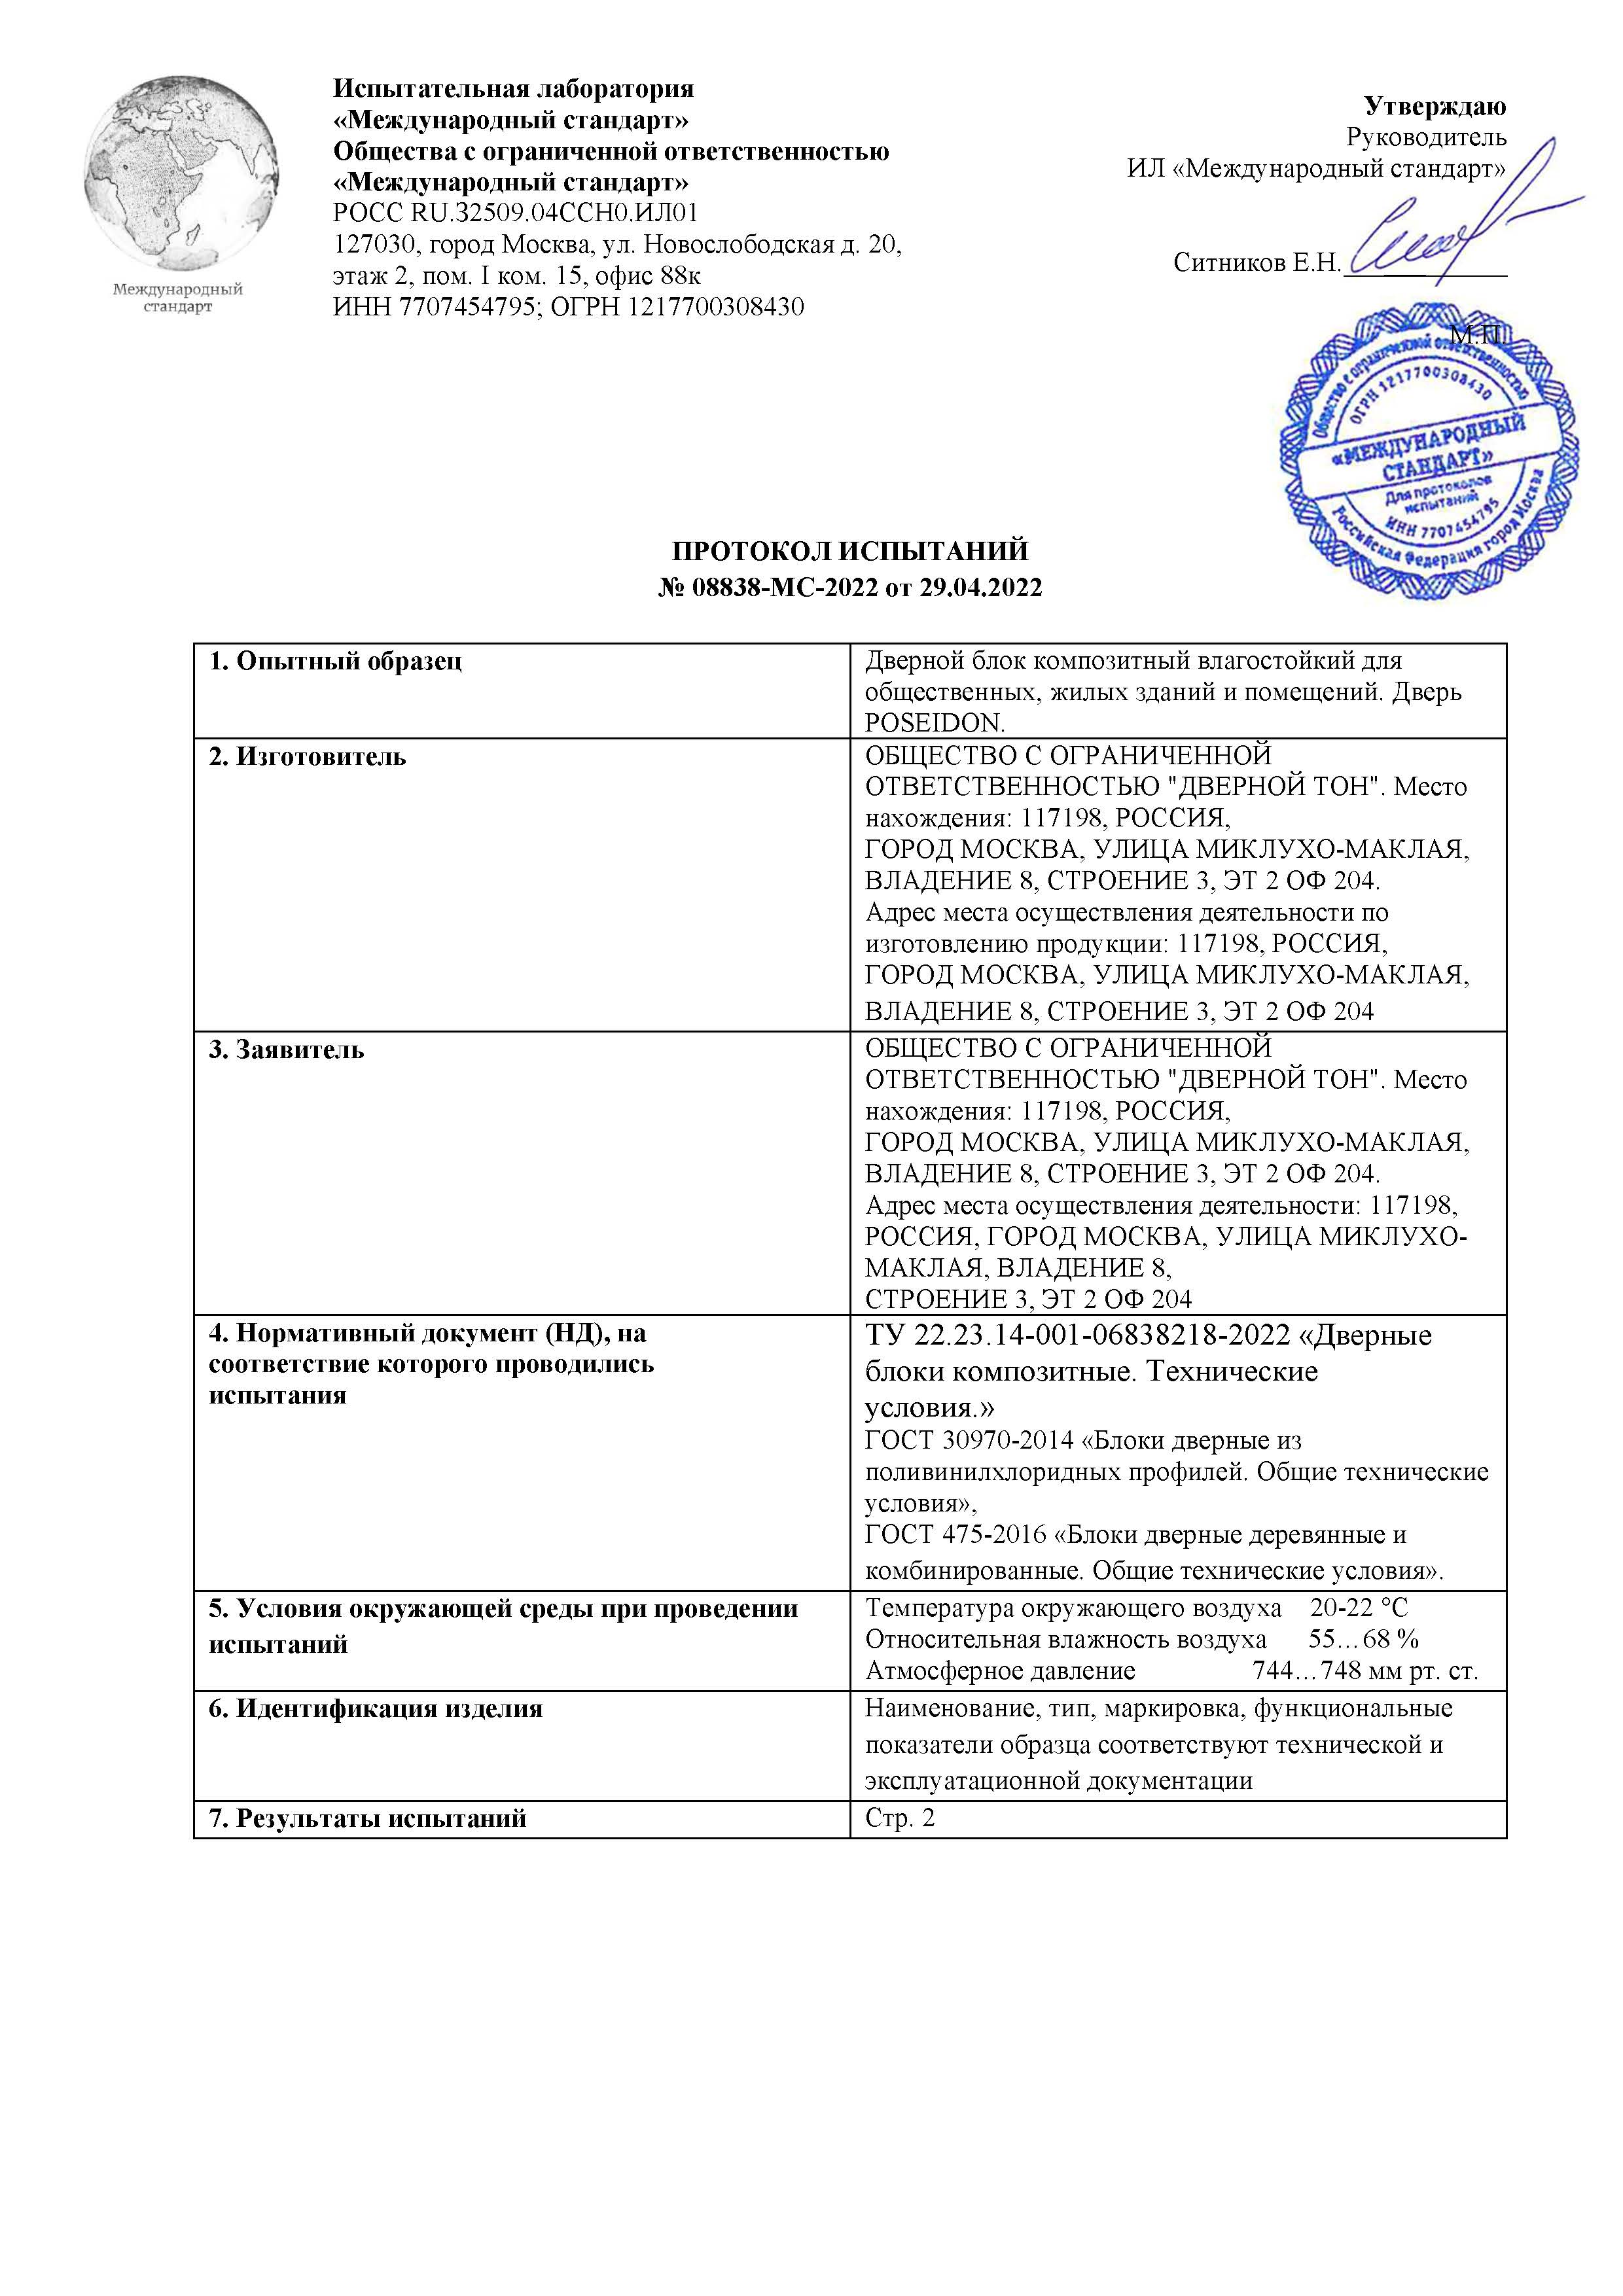 Испытательная лаборатория
«Международный стандарт»
Общества с ограниченной ответственностью
«Международный стандарт»
РОСС RU.32509.04ССН0.ИЛ01
127030, город Москва, ул. Новослободская д. 20,
этаж 2, пом. I ком. 15, офис 88к
ИНН 7707454795; ОГРН 1217700308430
Международный
стандарт
Утверждаю
Руководитель
ИЛ «Международный стандарт»
Ситников Е.Н.
М.П.
Общество с ограниченной ответственностью
ОГРН 1217700308430
«МЕЖДУНАРОДНЫЙ
СТАНДАРТ»
Для протоколов
испытаний
ИНН 7707454795
Российская Федерация город Москва
ПРОТОКОЛ ИСПЫТАНИЙ
№ 08838-МС-2022 от 29.04.2022
1. Опытный образец
Дверной блок композитный влагостойкий для
общественных, жилых зданий и помещений. Дверь
POSEIDON.
2. Изготовитель
ОБЩЕСТВО С ОГРАНИЧЕННОЙ
ОТВЕТСТВЕННОСТЬЮ "ДВЕРНОЙ ТОН". Место
нахождения: 117198, РОССИЯ,
ГОРОД МОСКВА, УЛИЦА МИКЛУХО-МАКЛАЯ,
ВЛАДЕНИЕ 8, СТРОЕНИЕ 3, ЭТ 2 ОФ 204.
Адрес места осуществления деятельности по
изготовлению продукции: 117198, РОССИЯ,
ГОРОД МОСКВА, УЛИЦА МИКЛУХО-МАКЛАЯ,
ВЛАДЕНИЕ 8, СТРОЕНИЕ 3, ЭТ 2 ОФ 204
3. Заявитель
ОБЩЕСТВО С ОГРАНИЧЕННОЙ
ОТВЕТСТВЕННОСТЬЮ "ДВЕРНОЙ ТОН". Место
нахождения: 117198, РОССИЯ,
ГОРОД МОСКВА, УЛИЦА МИКЛУХО-МАКЛАЯ,
ВЛАДЕНИЕ 8, СТРОЕНИЕ 3, ЭТ 2 ОФ 204.
Адрес места осуществления деятельности: 117198,
РОССИЯ, ГОРОД МОСКВА, УЛИЦА МИКЛУХО-
МАКЛАЯ, ВЛАДЕНИЕ 8,
СТРОЕНИЕ 3, ЭТ 2 ОФ 204
4. Нормативный документ (НД), на
соответствие которого проводились
испытания
ТУ 22.23.14-001-06838218-2022 «Дверные
блоки композитные. Технические
условия.»
ГОСТ 30970-2014 «Блоки дверные из
поливинилхлоридных профилей. Общие технические
условия»,
ГОСТ 475-2016 «Блоки дверные деревянные и
комбинированные. Общие технические условия».
5. Условия окружающей среды при проведении
испытаний
Температура окружающего воздуха 20-22 °С
Относительная влажность воздуха 55…68 %
Атмосферное давление 744…748 мм рт. ст.
6. Идентификация изделия
Наименование, тип, маркировка, функциональные
показатели образца соответствуют технической и
эксплуатационной документации
7. Результаты испытаний
Стр. 2